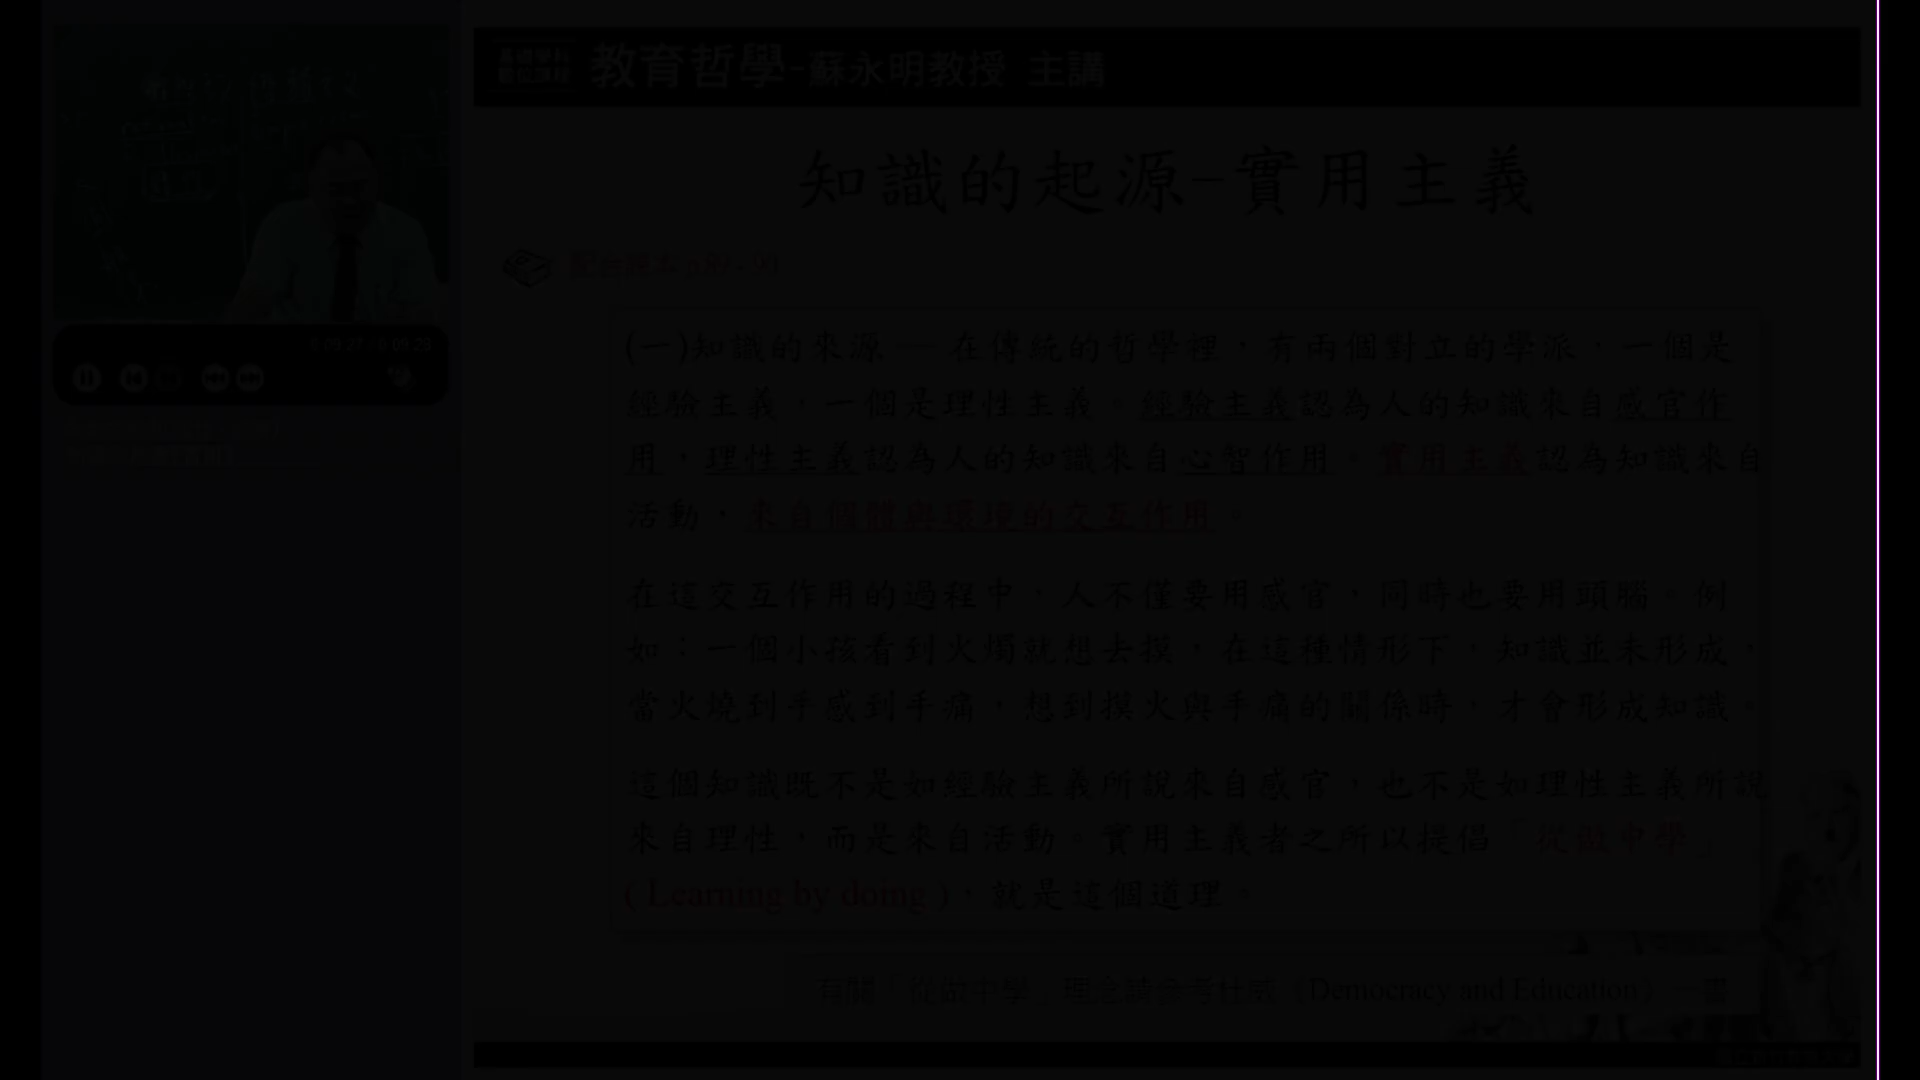 教育哲學-蘇永明教授 主講
知識的起源–實用主義
配合課本 p.89 - 90
0:09:27 / 0:09:28
(一)知識的來源 — 在傳統的哲學裡，有兩個對立的學派，一個是
經驗主義，一個是理性主義。經驗主義認為人的知識來自感官作
用，理性主義認為人的知識來自心智作用。實用主義認為知識來自
活動，來自個體與環境的交互作用。
在這交互作用的過程中，人不僅要用感官，同時也要用頭腦。例
如：一個小孩看到火燭就想去摸，在這種情形下，知識並未形成，
當火燒到手感到手痛，想到摸火與手痛的關係時，才會形成知識。
這個知識既不是如經驗主義所說來自感官，也不是如理性主義所說
來自理性，而是來自活動。實用主義者之所以提倡「從做中學」
( Learning by doing )，就是這個道理。
有關「從做中學」理念請參考杜威《Democracy and Education》一書